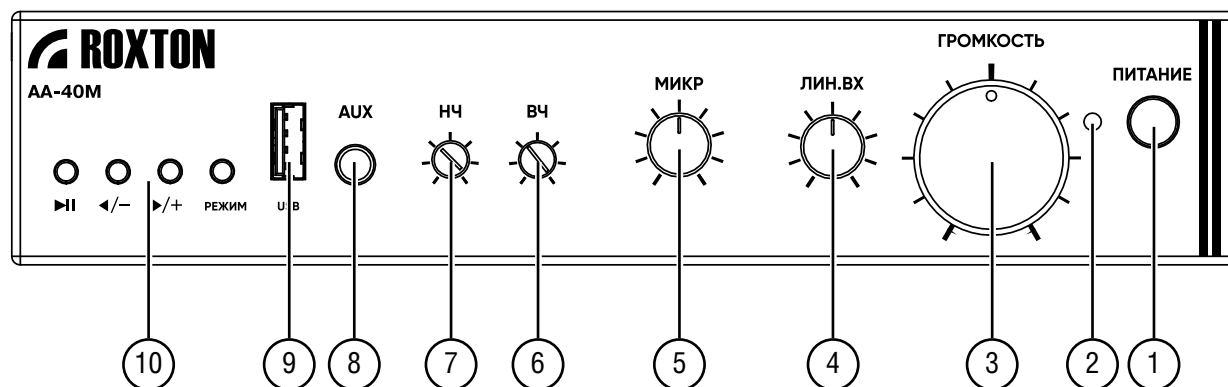 ROXTON
AA-40M
ГРОМКОСТЬ
ПИТАНИЕ
МИКР
ЛИН.ВХ
AUX
НЧ
ВЧ
/−
/+
РЕЖИМ
USB
10 9 8 7 6 5 4 3 2 1